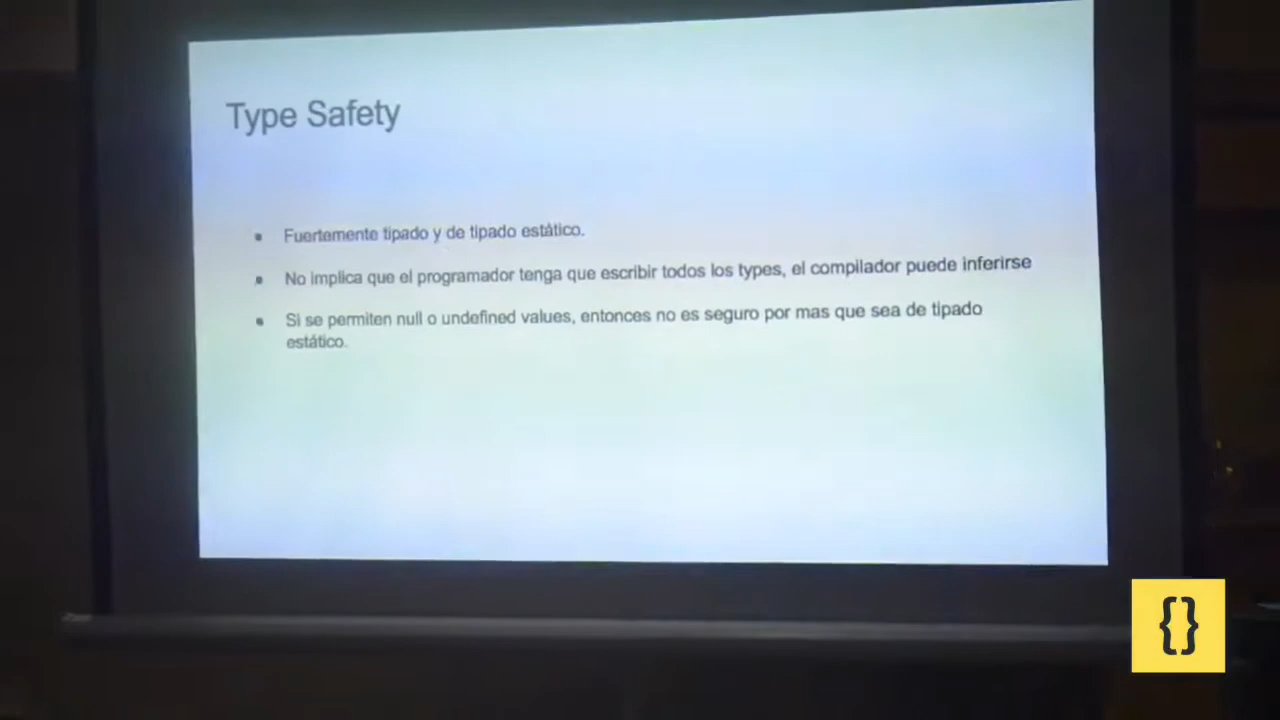 Type Safety
Fuertemente tipado y de tipado estático.
No implica que el programador tenga que escribir todos los types, el compilador puede inferirse
Si se permiten null o undefined values, entonces no es seguro por mas que sea de tipado
estático.
{}